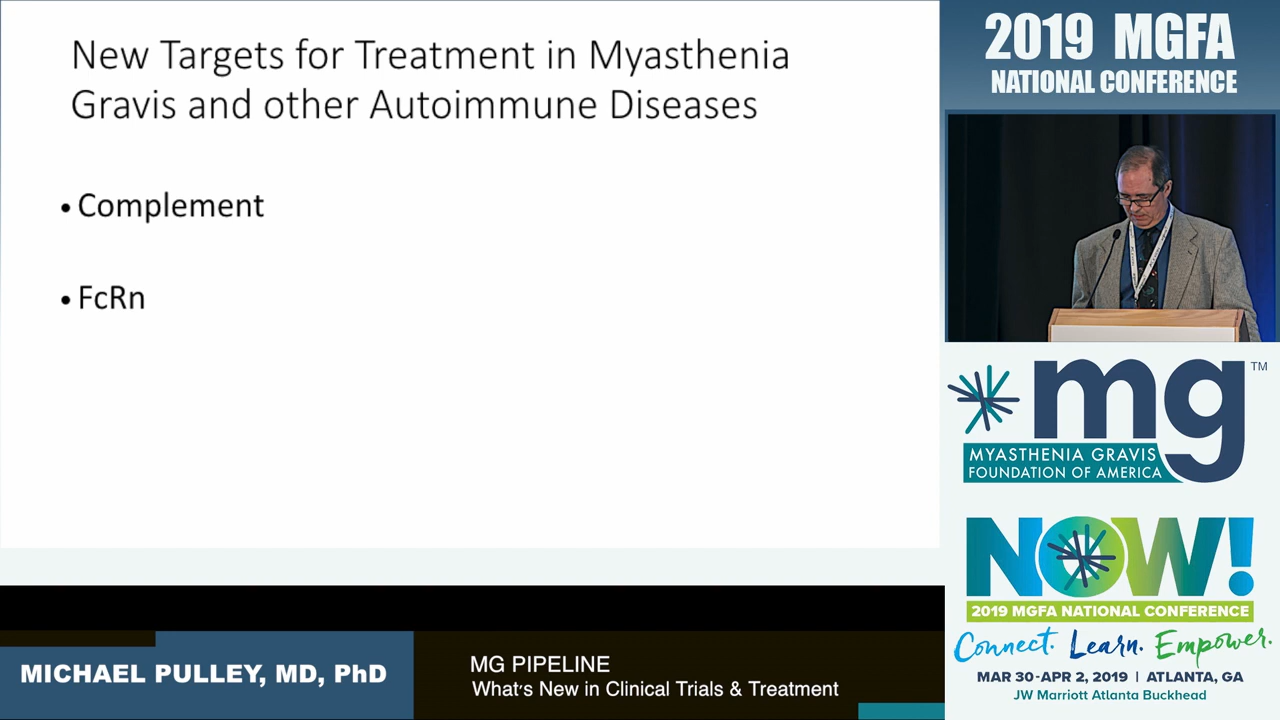 New Targets for Treatment in Myasthenia
Gravis and other Autoimmune Diseases
• Complement
• FcRn
2019 MGFA
NATIONAL CONFERENCE
mg™
MYASTHENIA GRAVIS
FOUNDATION OF AMERICA
NOW!
2019 MGFA NATIONAL CONFERENCE
Connect. Learn. Empower.
MAR 30-APR 2, 2019 | ATLANTA, GA
JW Marriott Atlanta Buckhead
MICHAEL PULLEY, MD, PhD
MG PIPELINE
What's New in Clinical Trials & Treatment